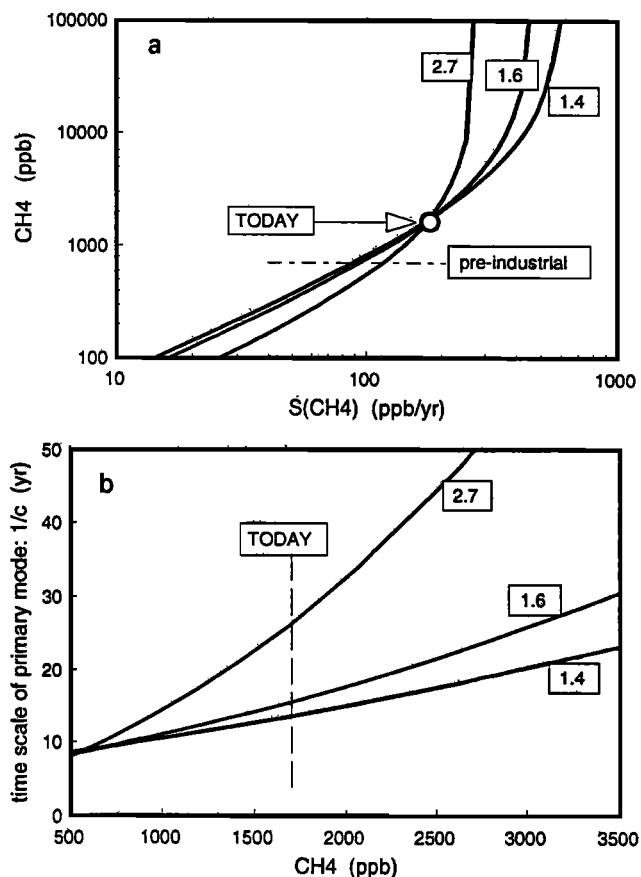 a
100000
10000
1000
100
CH4 (ppb)
2.7
1.6
1.4
TODAY
pre-industrial
10
100
1000
S(CH4) (ppb/yr)
b
50
40
30
20
10
0
time scale of primary mode: 1/c (yr)
TODAY
2.7
1.6
1.4
500
1000
1500
2000
2500
3000
3500
CH4 (ppb)